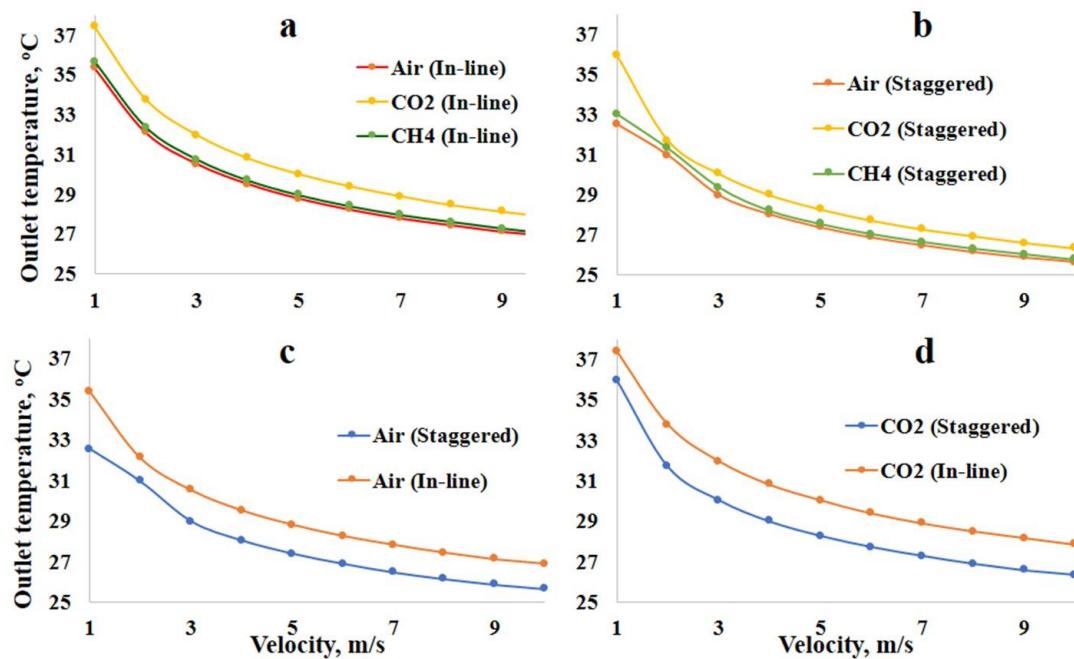 a
Outlet temperature, °C
37
35
33
31
29
27
25
1 3 5 7 9
Air (In-line)
CO2 (In-line)
CH4 (In-line)
b
37
35
33
31
29
27
25
1 3 5 7 9
Air (Staggered)
CO2 (Staggered)
CH4 (Staggered)
c
Outlet temperature, °C
37
35
33
31
29
27
25
1 3 5 7 9
Velocity, m/s
Air (Staggered)
Air (In-line)
d
37
35
33
31
29
27
25
1 3 5 7 9
Velocity, m/s
CO2 (Staggered)
CO2 (In-line)